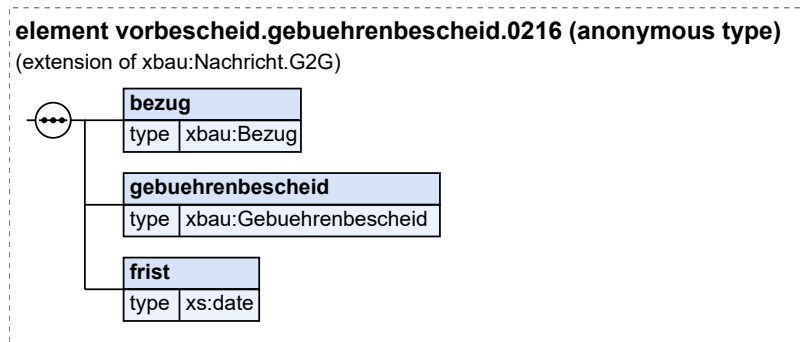 element vorbescheid.gebuehrenbescheid.0216 (anonymous type)
(extension of xbau:Nachricht.G2G)
bezug
type xbau:Bezug
gebuehrenbescheid
type xbau:Gebuehrenbescheid
frist
type xs:date